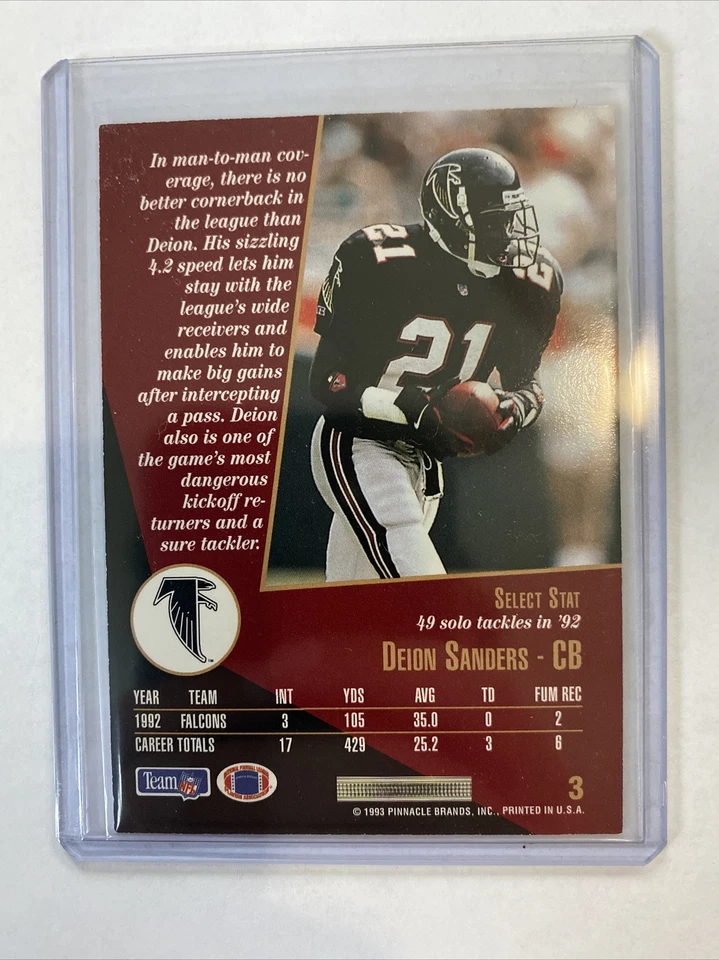 In man-to-man cov-
erage, there is no
better cornerback in
the league than
Deion. His sizzling
4.2 speed lets him
stay with the
league's wide
receivers and
enables him to
make big gains
after intercepting
a pass. Deion
also is one of
the game's most
dangerous
kickoff re-
turners and a
sure tackler.
21
21
21
SELECT STAT
49 solo tackles in '92
DEION SANDERS - CB
YEAR TEAM INT YDS AVG TD FUM REC
1992 FALCONS 3 105 35.0 0 2
CAREER TOTALS 17 429 25.2 3 6
Team NFL
3
© 1993 PINNACLE BRANDS, INC., PRINTED IN U.S.A.